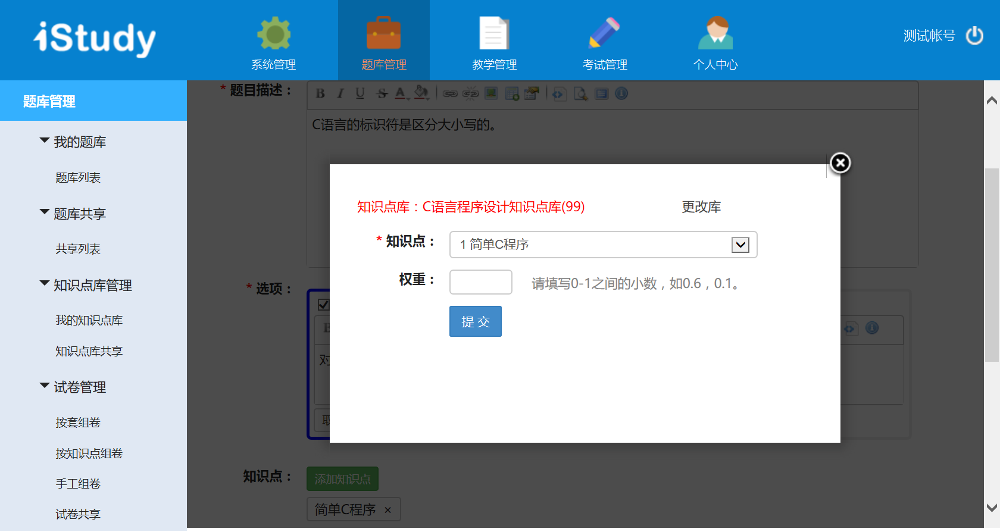 iStudy
系统管理
题库管理
教学管理
考试管理
个人中心
测试帐号
题库管理
我的题库
题库列表
题库共享
共享列表
知识点库管理
我的知识点库
知识点库共享
试卷管理
按套组卷
按知识点组卷
手工组卷
试卷共享
* 题目描述：
B I U S A
C语言的标识符是区分大小写的。
* 选项：
对
知识点库：C语言程序设计知识点库(99)
更改库
* 知识点：
1 简单C程序
权重：
请填写0-1之间的小数，如0.6，0.1。
提 交
知识点：
添加知识点
简单C程序 ×